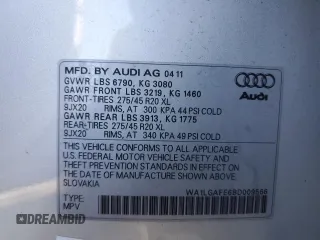 MFD. BY AUDI AG 04 11
GVWR LBS 6790, KG 3080
GAWR FRONT LBS 3219, KG 1460
FRONT-TIRES 275/45 R20 XL
9JX20 RIMS, AT 300 KPA 44 PSI COLD
GAWR REAR LBS 3913, KG 1775
REAR-TIRES 275/45 R20 XL
9JX20 RIMS, AT 340 KPA 49 PSI COLD
Audi
THIS VEHICLE CONFORMS TO ALL APPLICABLE
U.S. FEDERAL MOTOR VEHICLE SAFETY AND
THEFT PREVENTION STANDARDS IN EFFECT ON
THE DATE OF MANUFACTURE SHOWN ABOVE.
SLOVAKIA
DREAMBID